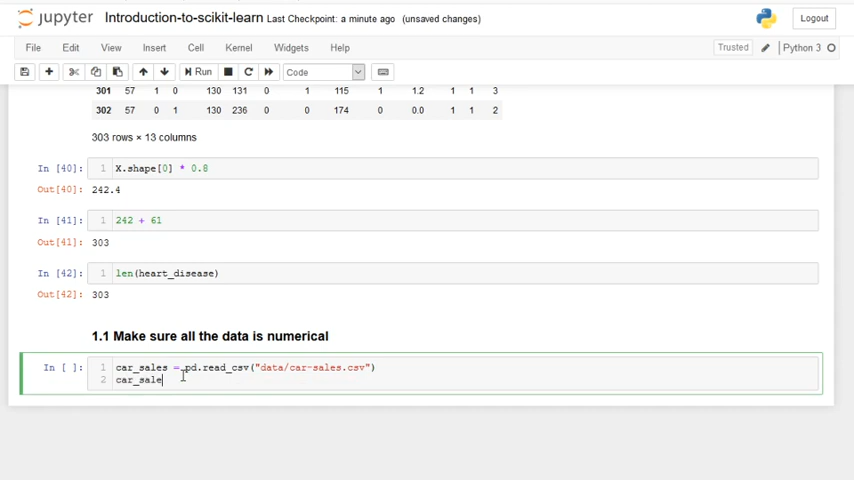 jupyter Introduction-to-scikit-learn Last Checkpoint: a minute ago (unsaved changes) Logout
File Edit View Insert Cell Kernel Widgets Help Trusted Python 3
Run Code
301 57 1 0 130 131 0 1 115 1 1.2 1 1 3
302 57 0 1 130 236 0 0 174 0 0.0 1 1 2
303 rows × 13 columns
In [40]: 1 X.shape[0] * 0.8
Out[40]: 242.4
In [41]: 1 242 + 61
Out[41]: 303
In [42]: 1 len(heart_disease)
Out[42]: 303
1.1 Make sure all the data is numerical
In [ ]: 1 car_sales = pd.read_csv("data/car-sales.csv")
2 car_sale